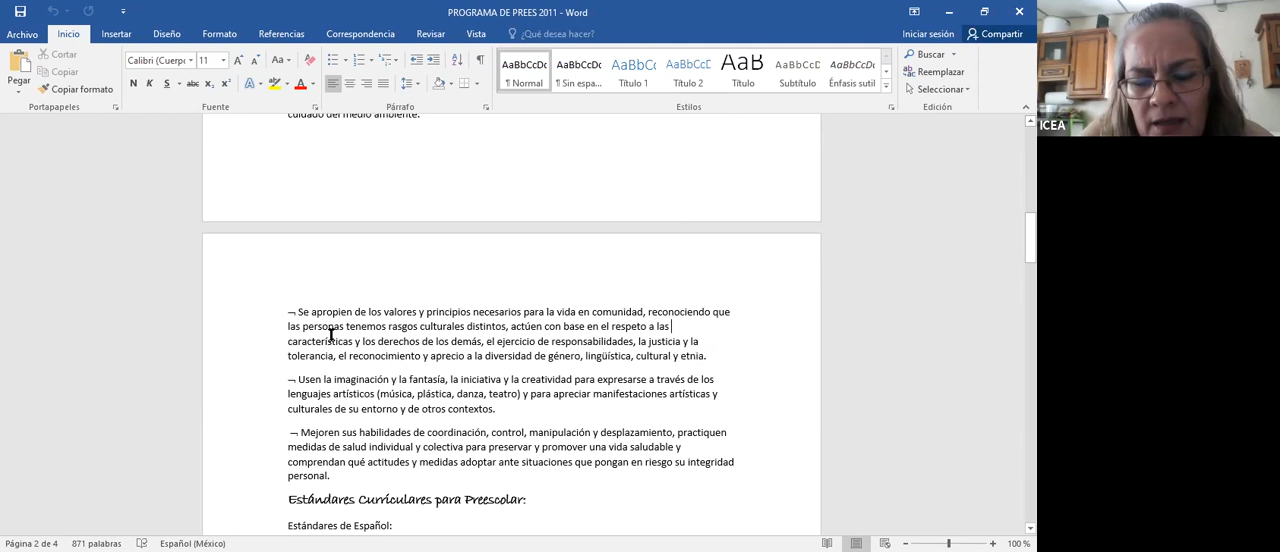 PROGRAMA DE PREES 2011 - Word
Archivo Inicio Insertar Diseño Formato Referencias Correspondencia Revisar Vista ¿Qué desea hacer? Iniciar sesión Compartir
Pegar
Cortar
Copiar
Copiar formato
Calibri (Cuerpo 11
N K S abc x₂ x² A A
AaBbCcDc AaBbCcDc AaBbCc AaBbCcC AaB AaBbCcC AaBbCcDc
¶ Normal ¶ Sin espa... Título 1 Título 2 Título Subtítulo Énfasis sutil
Buscar
Reemplazar
Seleccionar
Portapapeles Fuente Párrafo Estilos Edición
ICEA
cuidado del medio ambiente.
¬ Se apropien de los valores y principios necesarios para la vida en comunidad, reconociendo que
las personas tenemos rasgos culturales distintos, actúen con base en el respeto a las
características y los derechos de los demás, el ejercicio de responsabilidades, la justicia y la
tolerancia, el reconocimiento y aprecio a la diversidad de género, lingüística, cultural y etnia.
¬ Usen la imaginación y la fantasía, la iniciativa y la creatividad para expresarse a través de los
lenguajes artísticos (música, plástica, danza, teatro) y para apreciar manifestaciones artísticas y
culturales de su entorno y de otros contextos.
¬ Mejoren sus habilidades de coordinación, control, manipulación y desplazamiento, practiquen
medidas de salud individual y colectiva para preservar y promover una vida saludable y
comprendan qué actitudes y medidas adoptar ante situaciones que pongan en riesgo su integridad
personal.
Estándares Curriculares para Preescolar:
Estándares de Español:
Página 2 de 4 871 palabras Español (México) 100 %